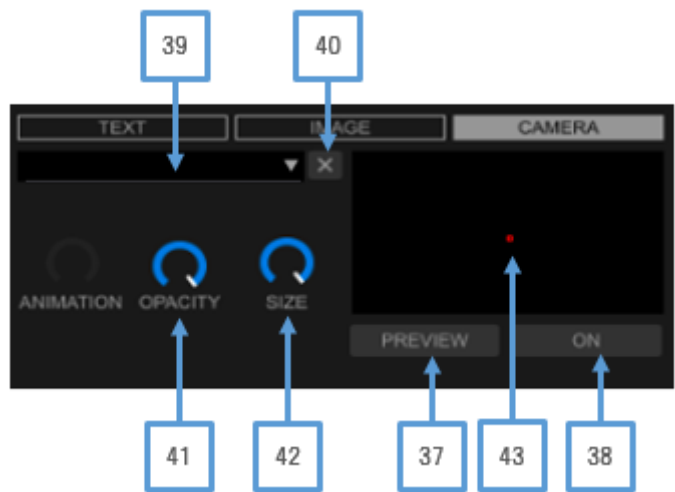 39 40
TEXT IMAGE CAMERA
ANIMATION OPACITY SIZE
PREVIEW ON
41 42 37 43 38